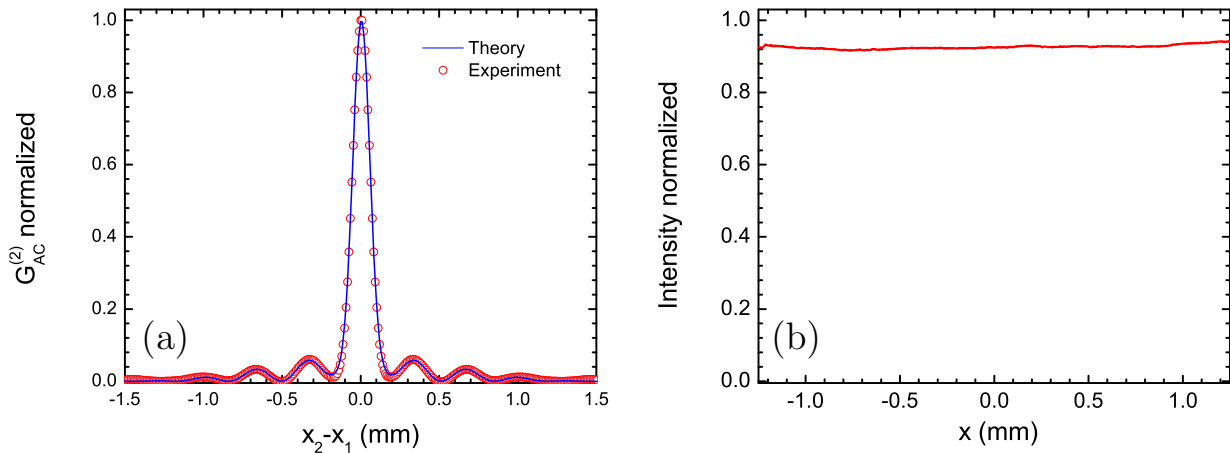 G_AC^(2) normalized
1.0
0.8
0.6
0.4
0.2
0.0
Theory
Experiment
(a)
-1.5 -1.0 -0.5 0.0 0.5 1.0 1.5
x₂-x₁ (mm)
Intensity normalized
1.0
0.8
0.6
0.4
0.2
0.0
(b)
-1.0 -0.5 0.0 0.5 1.0
x (mm)